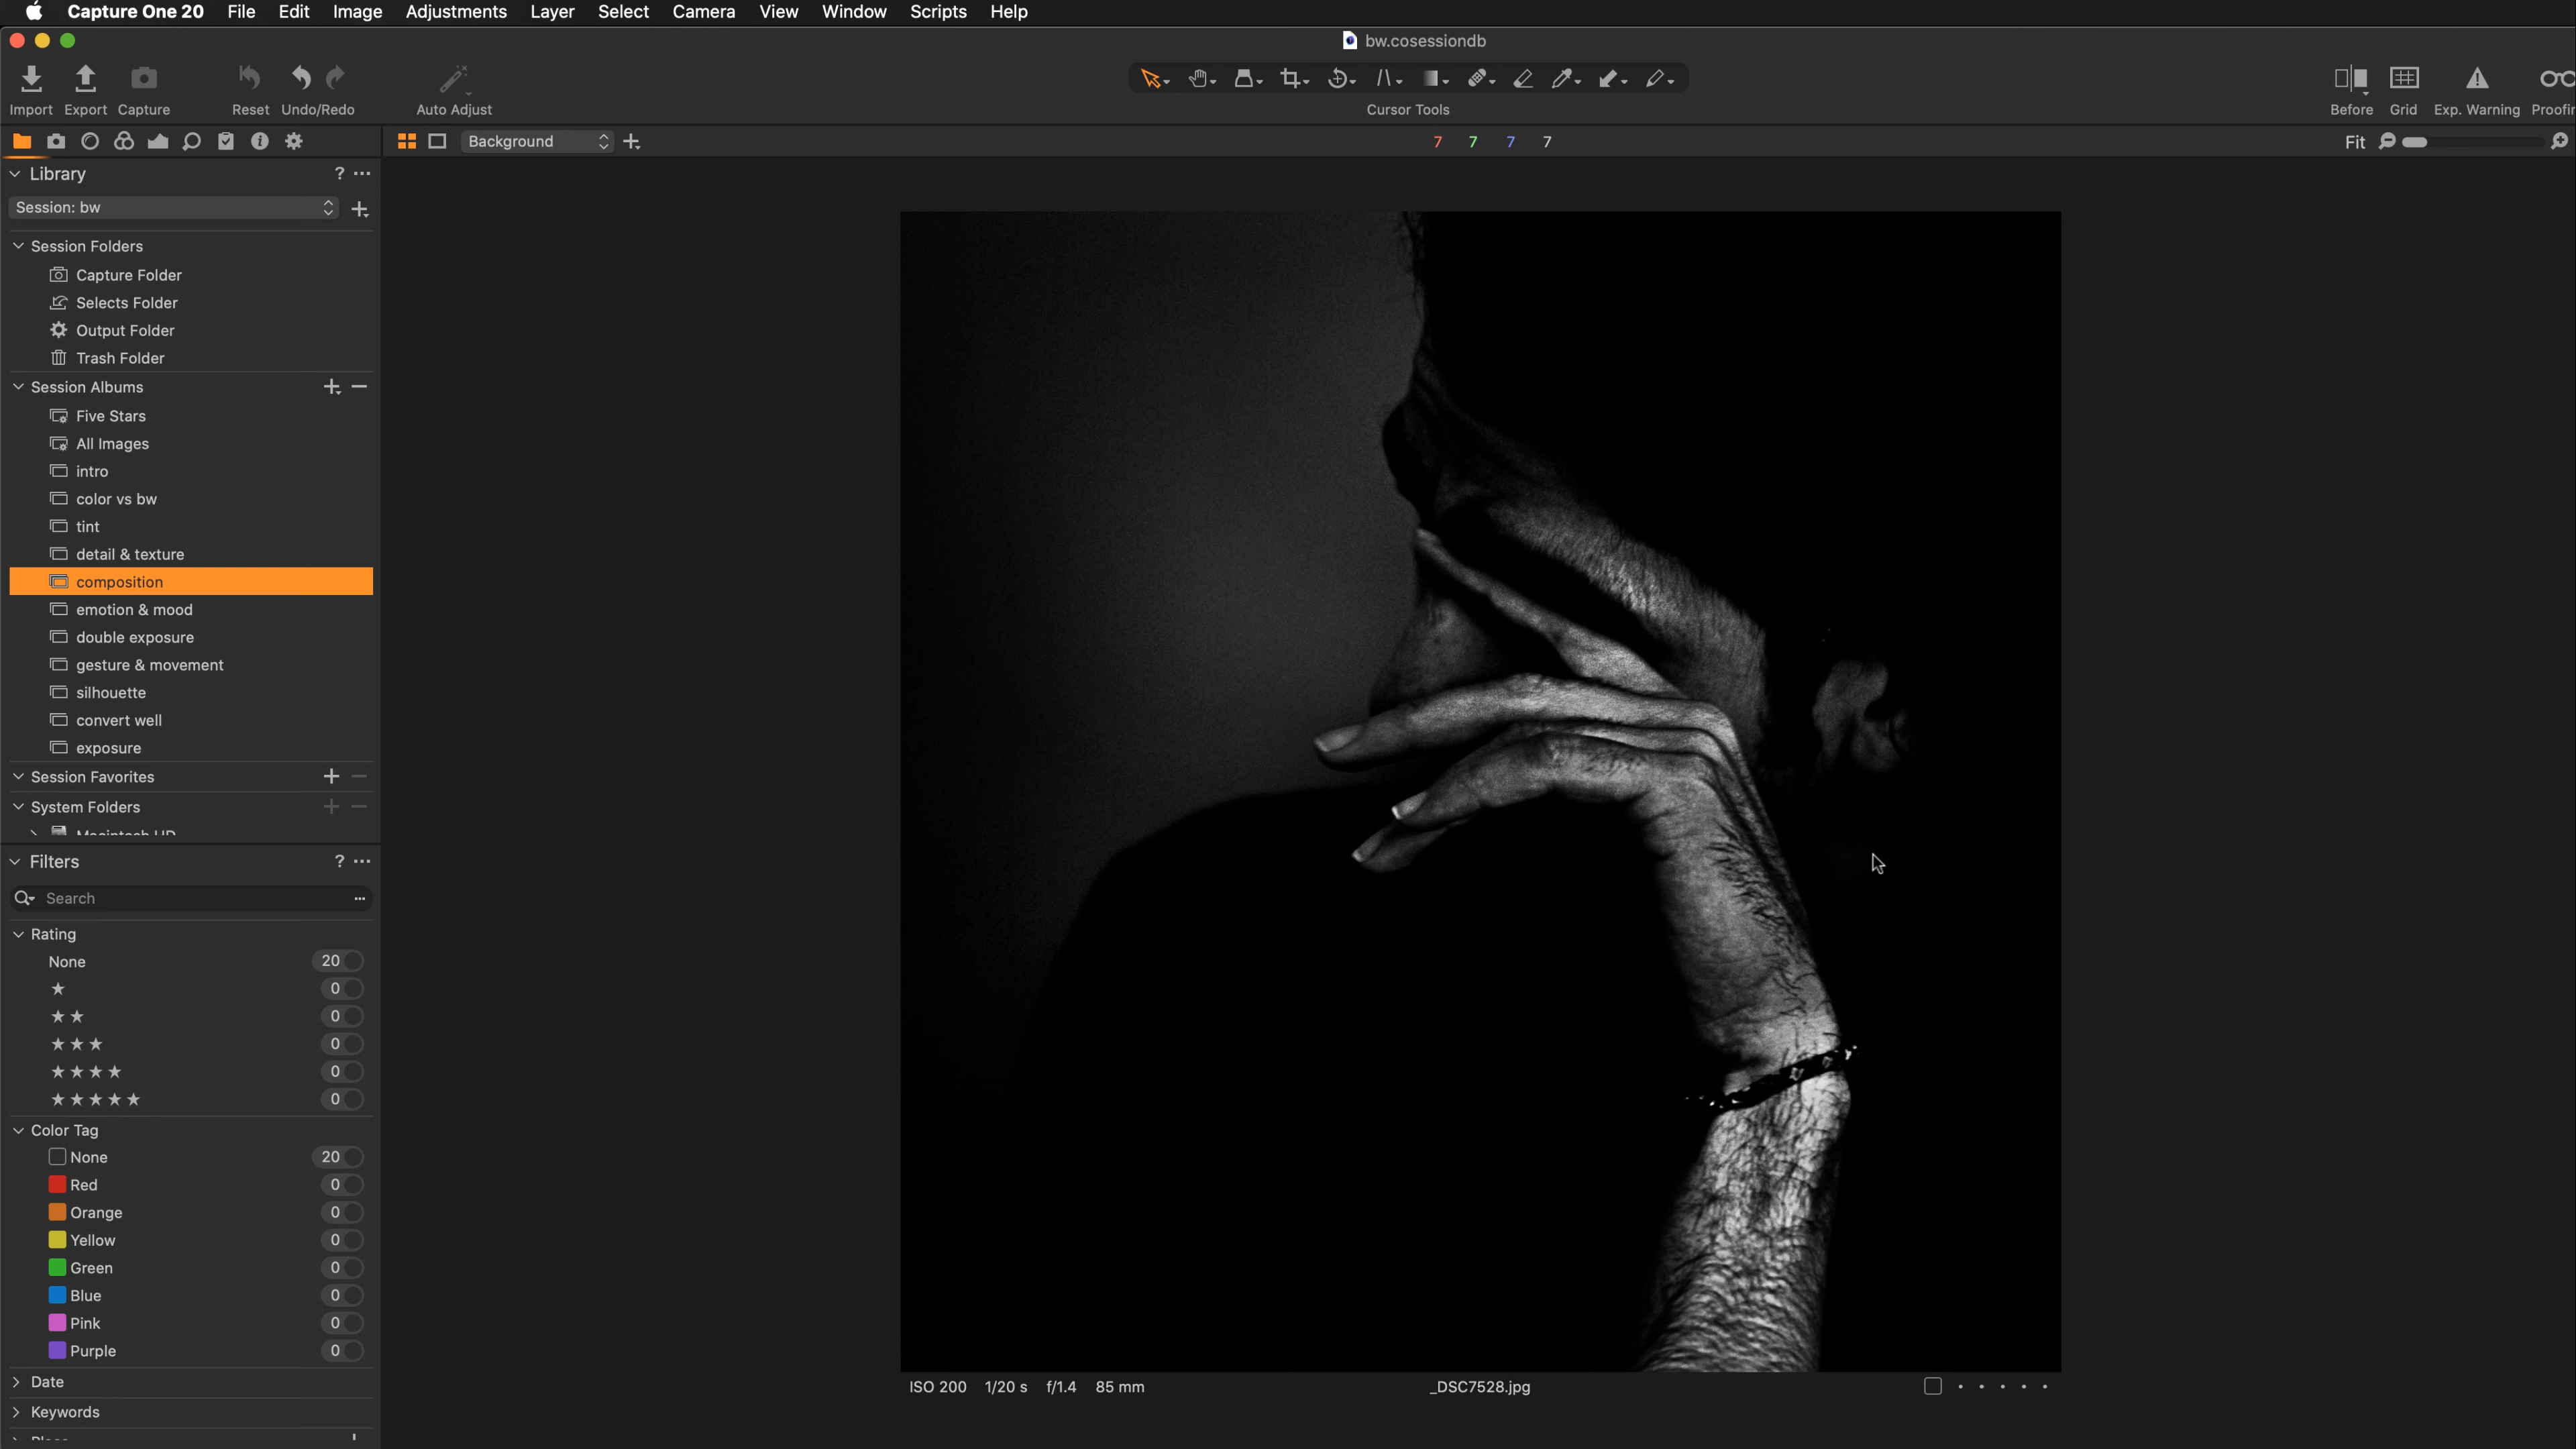 Capture One 20 File Edit Image Adjustments Layer Select Camera View Window Scripts Help
bw.cosessiondb
Import Export Capture Reset Undo/Redo Auto Adjust Cursor Tools Before Grid Exp. Warning
Background 7 7 7 7 Fit
Library ? ...
Session: bw
Session Folders
Capture Folder
Selects Folder
Output Folder
Trash Folder
Session Albums
Five Stars
All Images
intro
color vs bw
tint
detail & texture
composition
emotion & mood
double exposure
gesture & movement
silhouette
convert well
exposure
Session Favorites
System Folders
Macintosh HD
Filters ? ...
Search ...
Rating
None 20
★ 0
★★ 0
★★★ 0
★★★★ 0
★★★★★ 0
Color Tag
None 20
Red 0
Orange 0
Yellow 0
Green 0
Blue 0
Pink 0
Purple 0
Date
Keywords
ISO 200 1/20 s f/1.4 85 mm _DSC7528.jpg